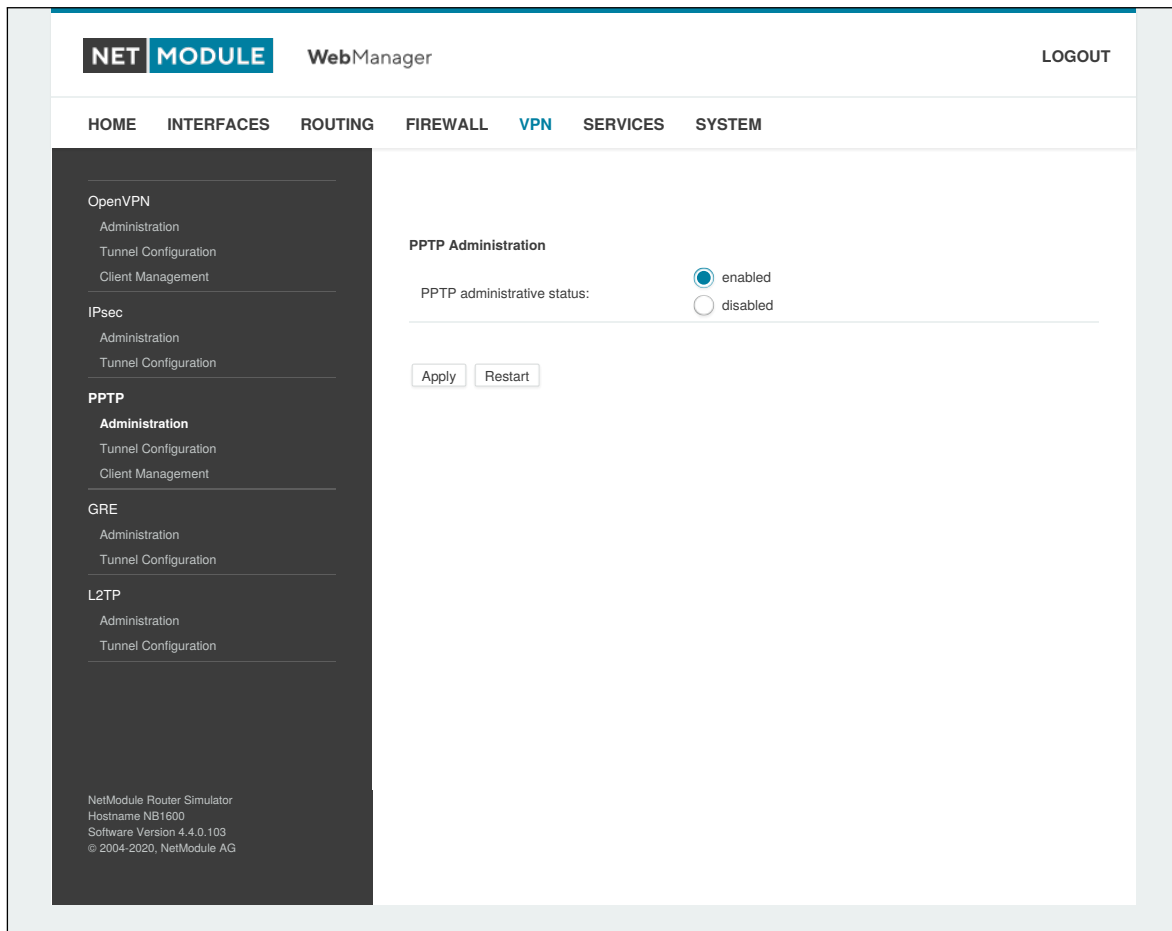 NET MODULE WebManager LOGOUT
HOME INTERFACES ROUTING FIREWALL VPN SERVICES SYSTEM
OpenVPN
Administration
Tunnel Configuration
Client Management
IPsec
Administration
Tunnel Configuration
PPTP
Administration
Tunnel Configuration
Client Management
GRE
Administration
Tunnel Configuration
L2TP
Administration
Tunnel Configuration
NetModule Router Simulator
Hostname NB1600
Software Version 4.4.0.103
© 2004-2020, NetModule AG
PPTP Administration
PPTP administrative status:
enabled
disabled
Apply Restart